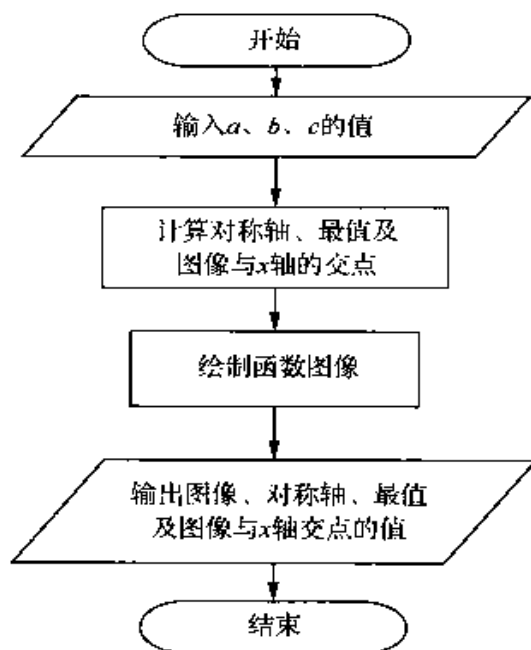 开始
输入a、b、c的值
计算对称轴、最值及
图像与x轴的交点
绘制函数图像
输出图像、对称轴、最值
及图像与x轴交点的值
结束